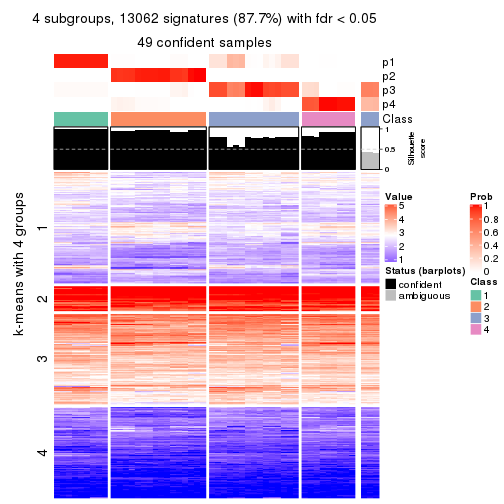 4 subgroups, 13062 signatures (87.7%) with fdr < 0.05
49 confident samples
p1
p2
p3
p4
Class
1
0.5
0
Silhouette
score
k-means with 4 groups
1
2
3
4
Value
5
4
3
2
1
Prob
1
0.8
0.6
0.4
0.2
0
Status (barplots)
confident
ambiguous
Class
1
2
3
4